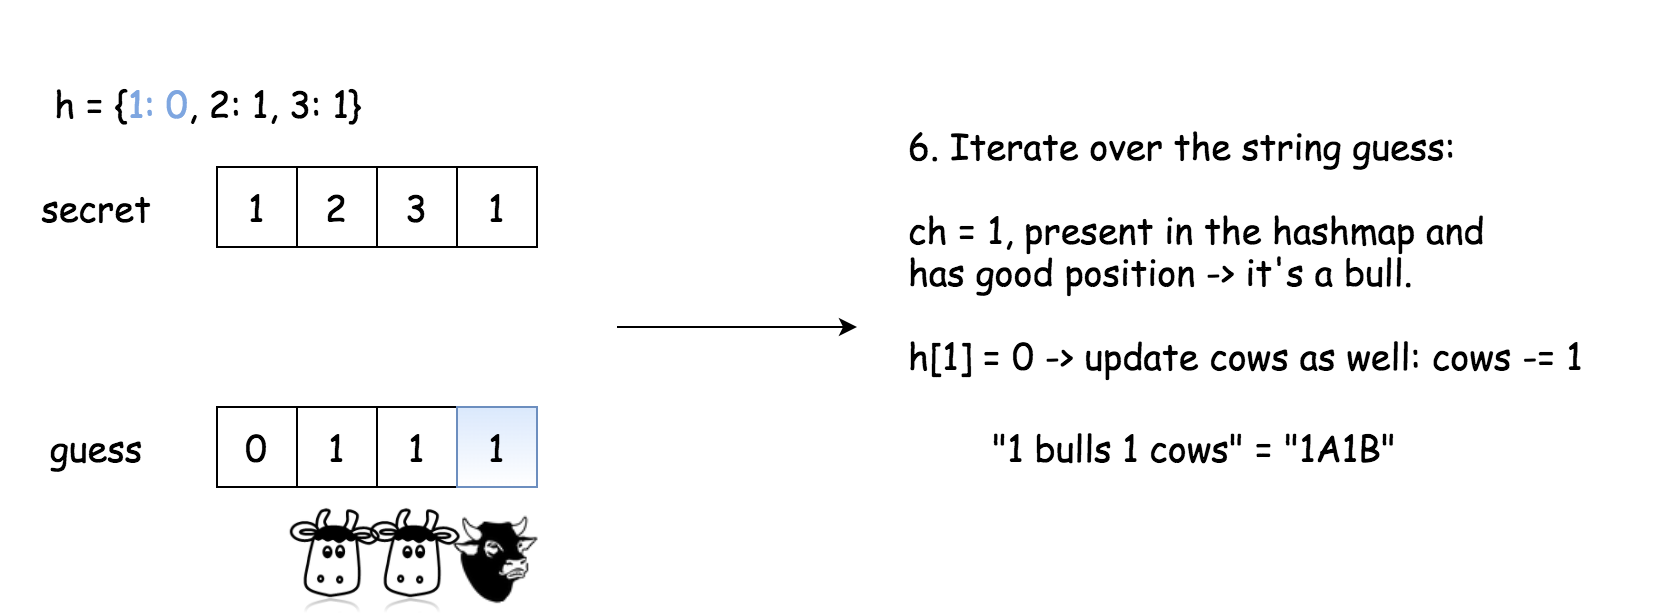 h = {1: 0, 2: 1, 3: 1}
secret 1 2 3 1
guess 0 1 1 1
6. Iterate over the string guess:
ch = 1, present in the hashmap and
has good position -> it's a bull.
h[1] = 0 -> update cows as well: cows -= 1
"1 bulls 1 cows" = "1A1B"